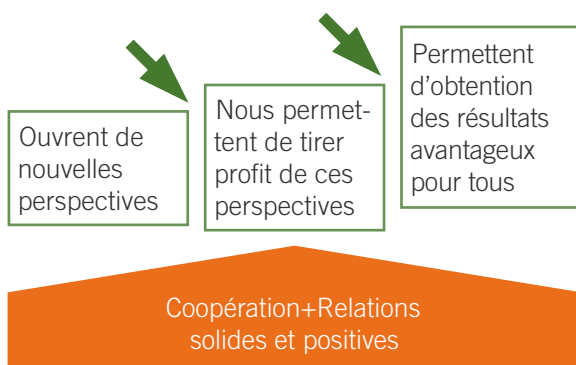 Ouvrent de
nouvelles
perspectives
Nous permet-
tent de tirer
profit de ces
perspectives
Permettent
d’obtention
des résultats
avantageux
pour tous
Coopération+Relations
solides et positives